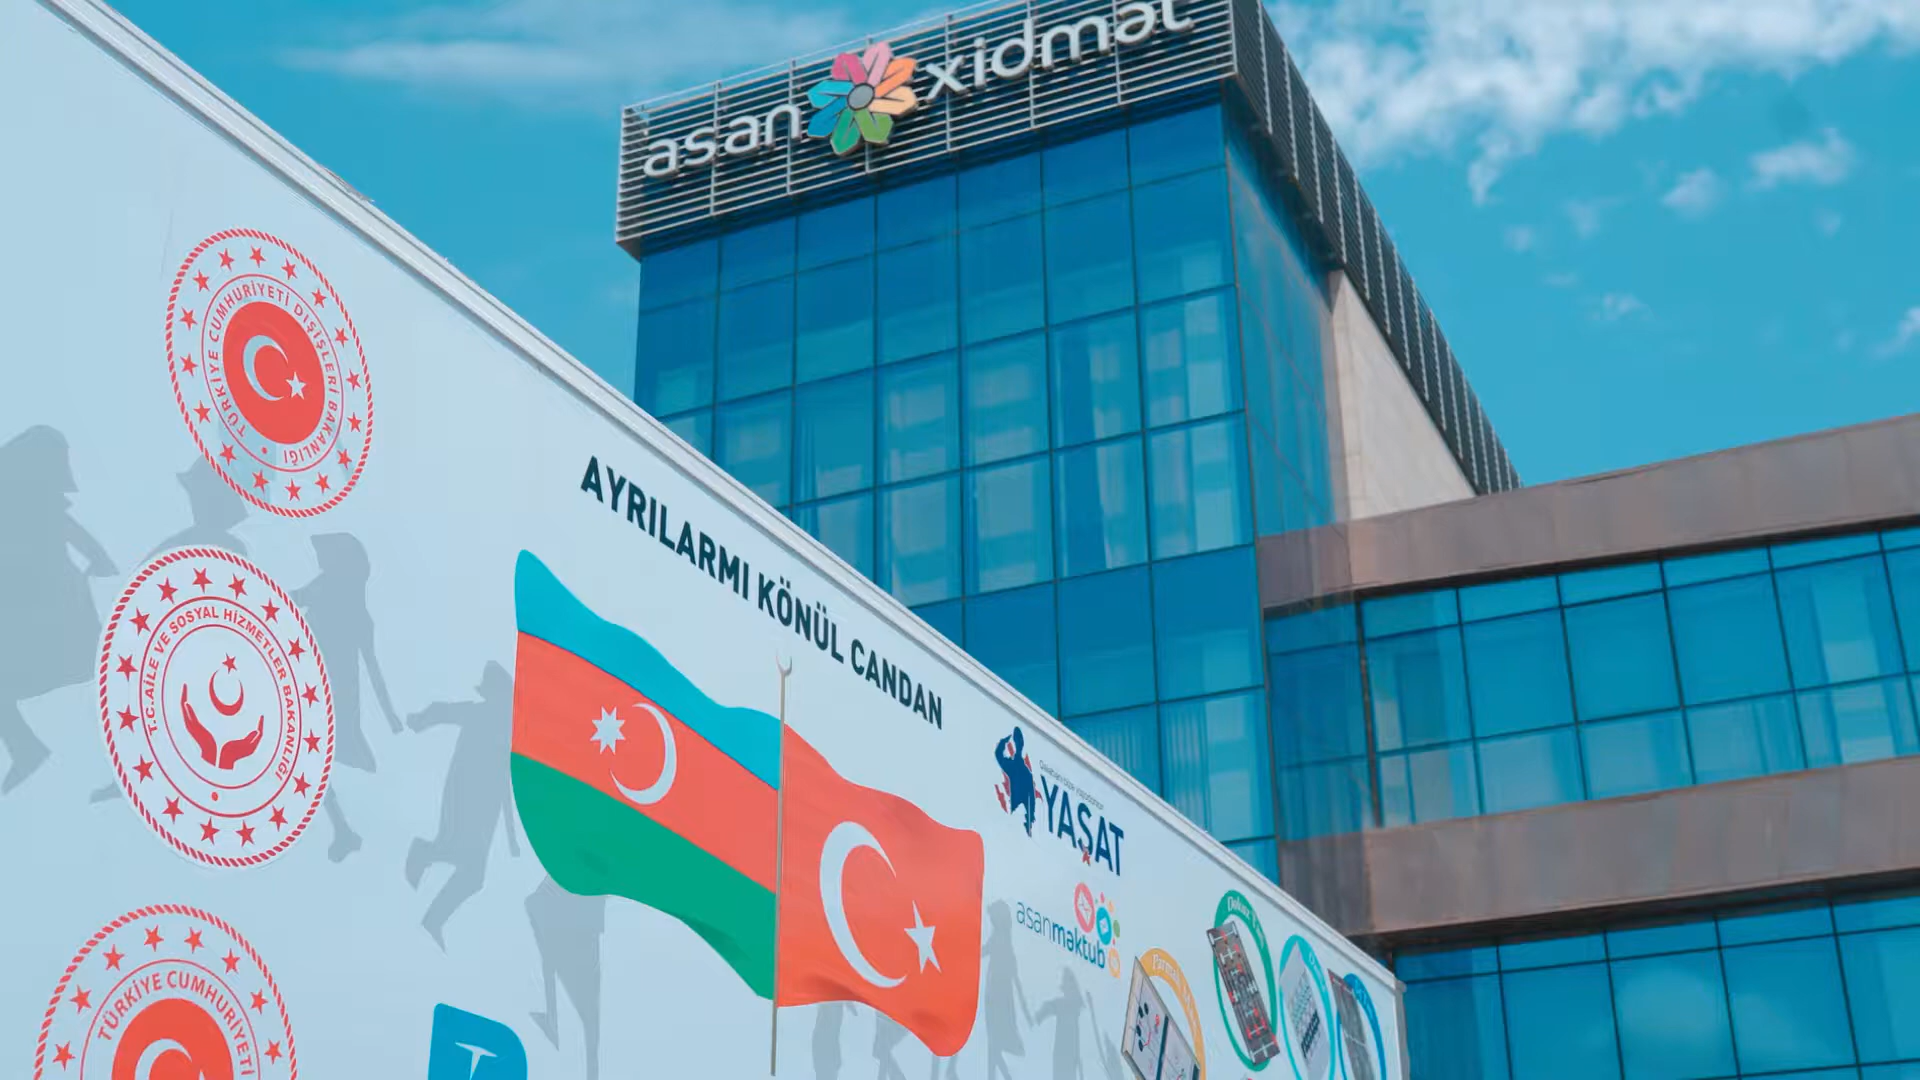 asan xidmət
TÜRKİYE CUMHURİYETİ DIŞİŞLERİ BAKANLIĞI
AYRILARMI KÖNÜL CANDAN
T.C. AİLE VE SOSYAL HİZMETLER BAKANLIĞI
YAŞAT
asanməktub
TÜRKİYE CUMHURİYETİ